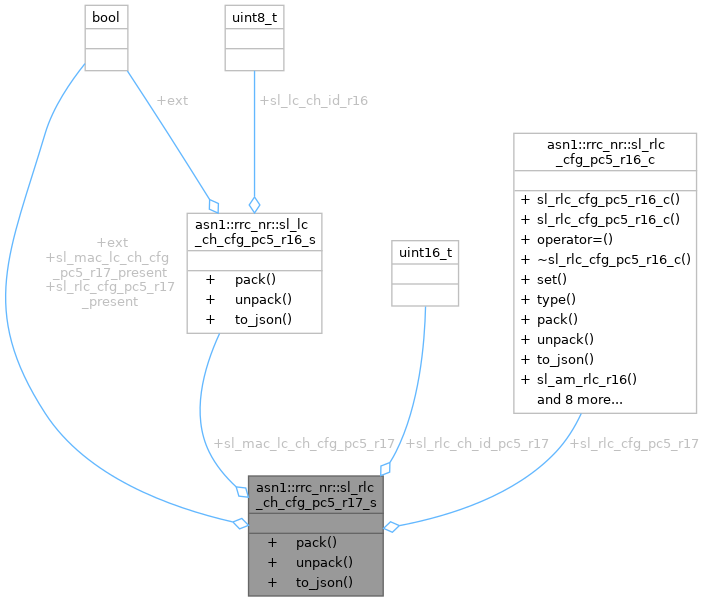 bool
uint8_t
+ext
+sl_lc_ch_id_r16
asn1::rrc_nr::sl_rlc
_cfg_pc5_r16_c
+ sl_rlc_cfg_pc5_r16_c()
+ sl_rlc_cfg_pc5_r16_c()
+ operator=()
+ ~sl_rlc_cfg_pc5_r16_c()
+ set()
+ type()
+ pack()
+ unpack()
+ to_json()
+ sl_am_rlc_r16()
and 8 more...
asn1::rrc_nr::sl_lc
_ch_cfg_pc5_r16_s
+ pack()
+ unpack()
+ to_json()
uint16_t
+ext
+sl_mac_lc_ch_cfg
_pc5_r17_present
+sl_rlc_cfg_pc5_r17
_present
+sl_mac_lc_ch_cfg_pc5_r17
+sl_rlc_ch_id_pc5_r17
+sl_rlc_cfg_pc5_r17
asn1::rrc_nr::sl_rlc
_ch_cfg_pc5_r17_s
+ pack()
+ unpack()
+ to_json()